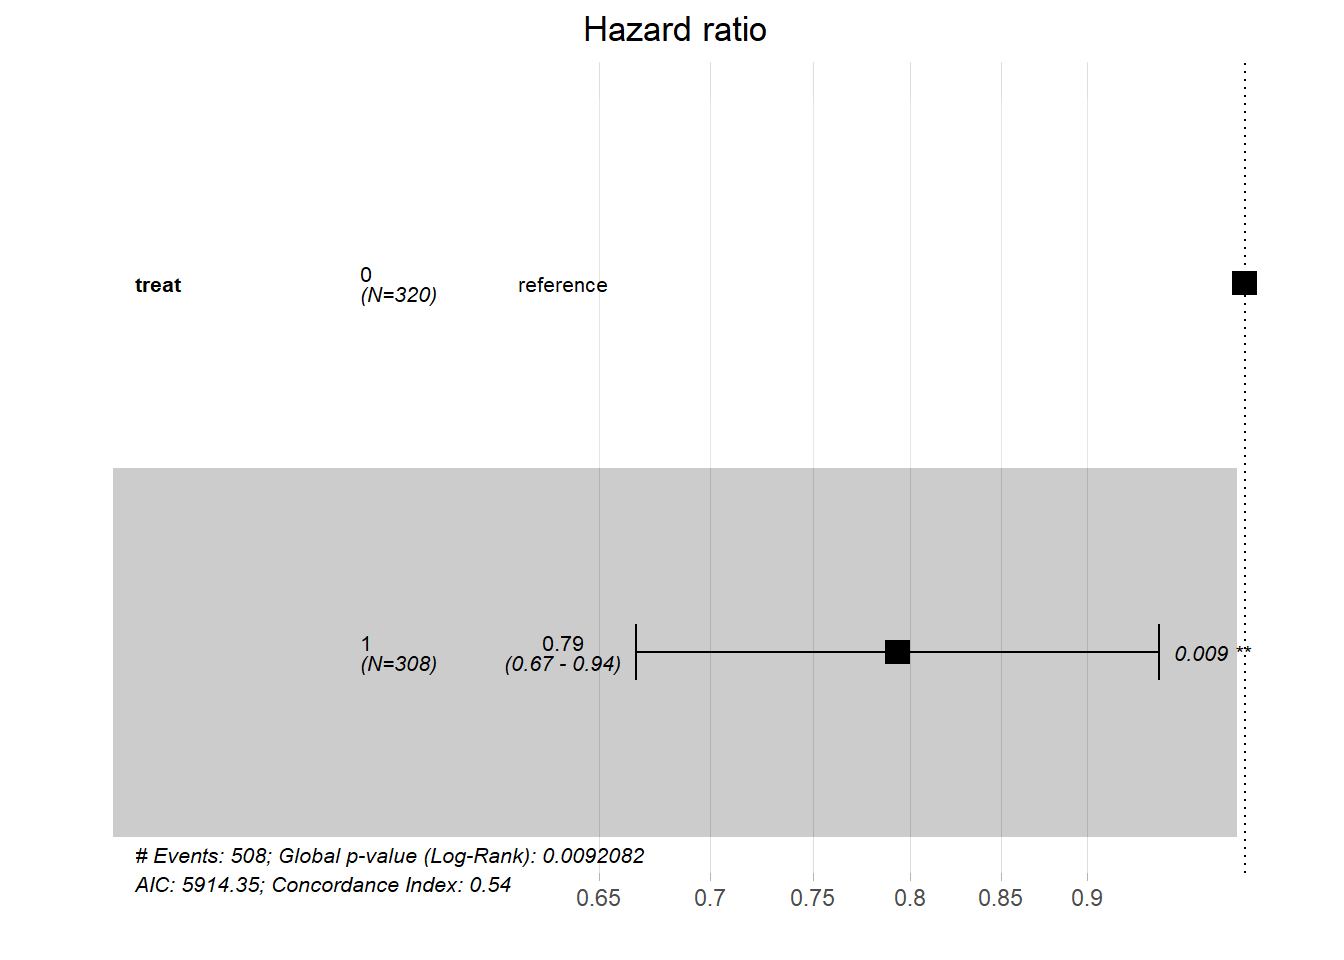 Hazard ratio
treat
0
(N=320)
reference
1
(N=308)
0.79
(0.67 - 0.94)
0.009 **
# Events: 508; Global p-value (Log-Rank): 0.0092082
AIC: 5914.35; Concordance Index: 0.54
0.65 0.7 0.75 0.8 0.85 0.9